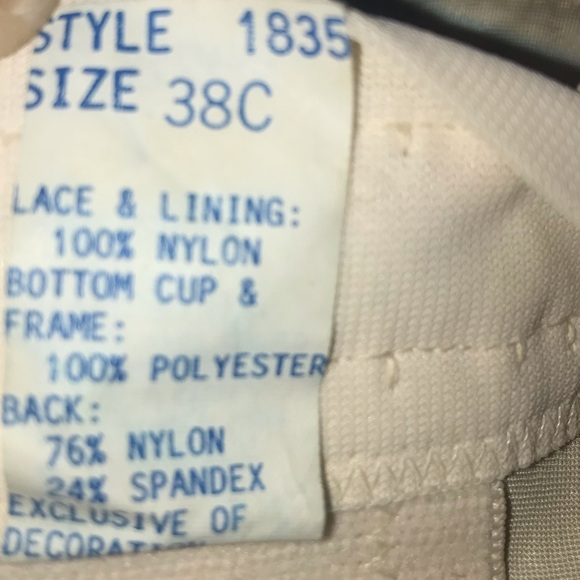 STYLE 1835
SIZE 38C
LACE & LINING:
100% NYLON
BOTTOM CUP &
FRAME:
100% POLYESTER
BACK:
76% NYLON
24% SPANDEX
EXCLUSIVE OF